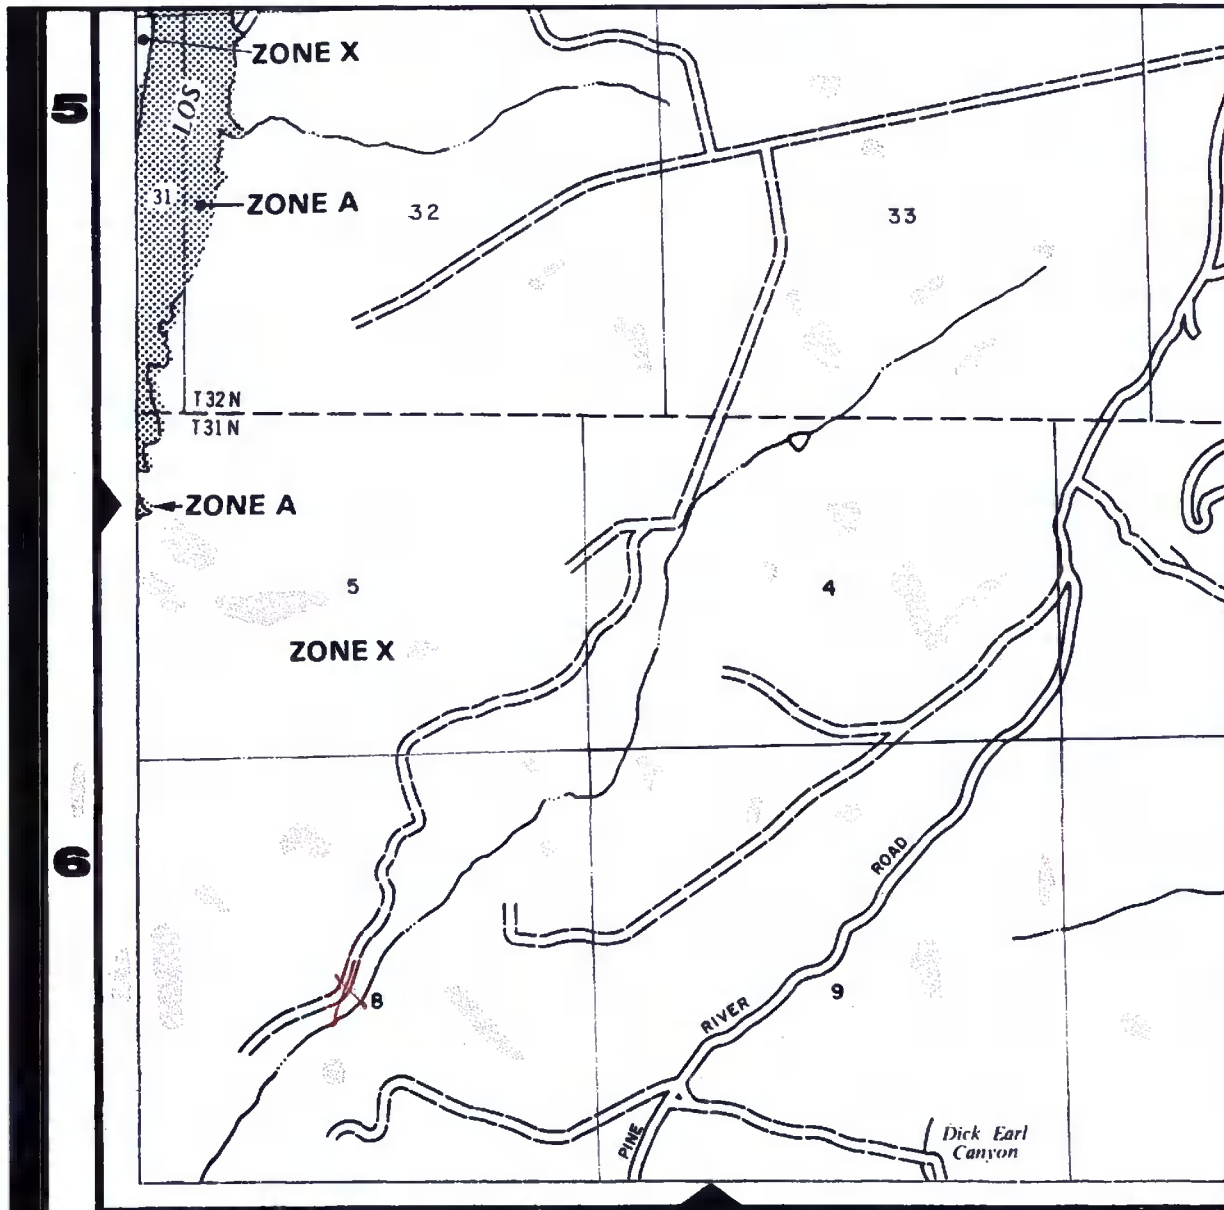 ZONE X
5
LOS
31
ZONE A
32
33
T32N
T31N
ZONE A
5
4
ZONE X
6
ROAD
8
9
RIVER
PINE
Dick Earl
Canyon